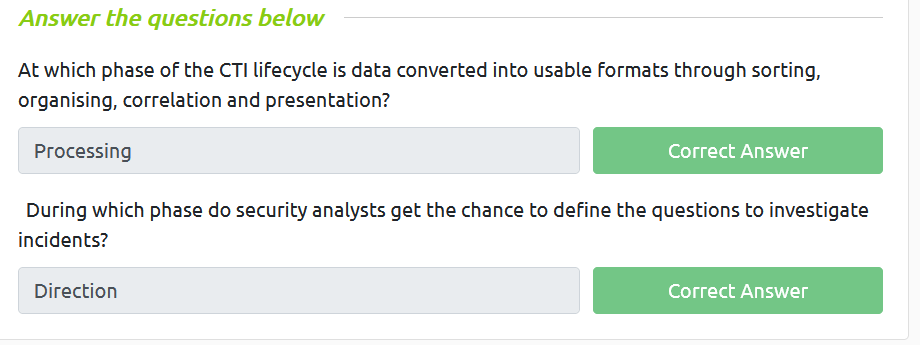 Answer the questions below
At which phase of the CTI lifecycle is data converted into usable formats through sorting,
organising, correlation and presentation?
Processing
Correct Answer
During which phase do security analysts get the chance to define the questions to investigate
incidents?
Direction
Correct Answer